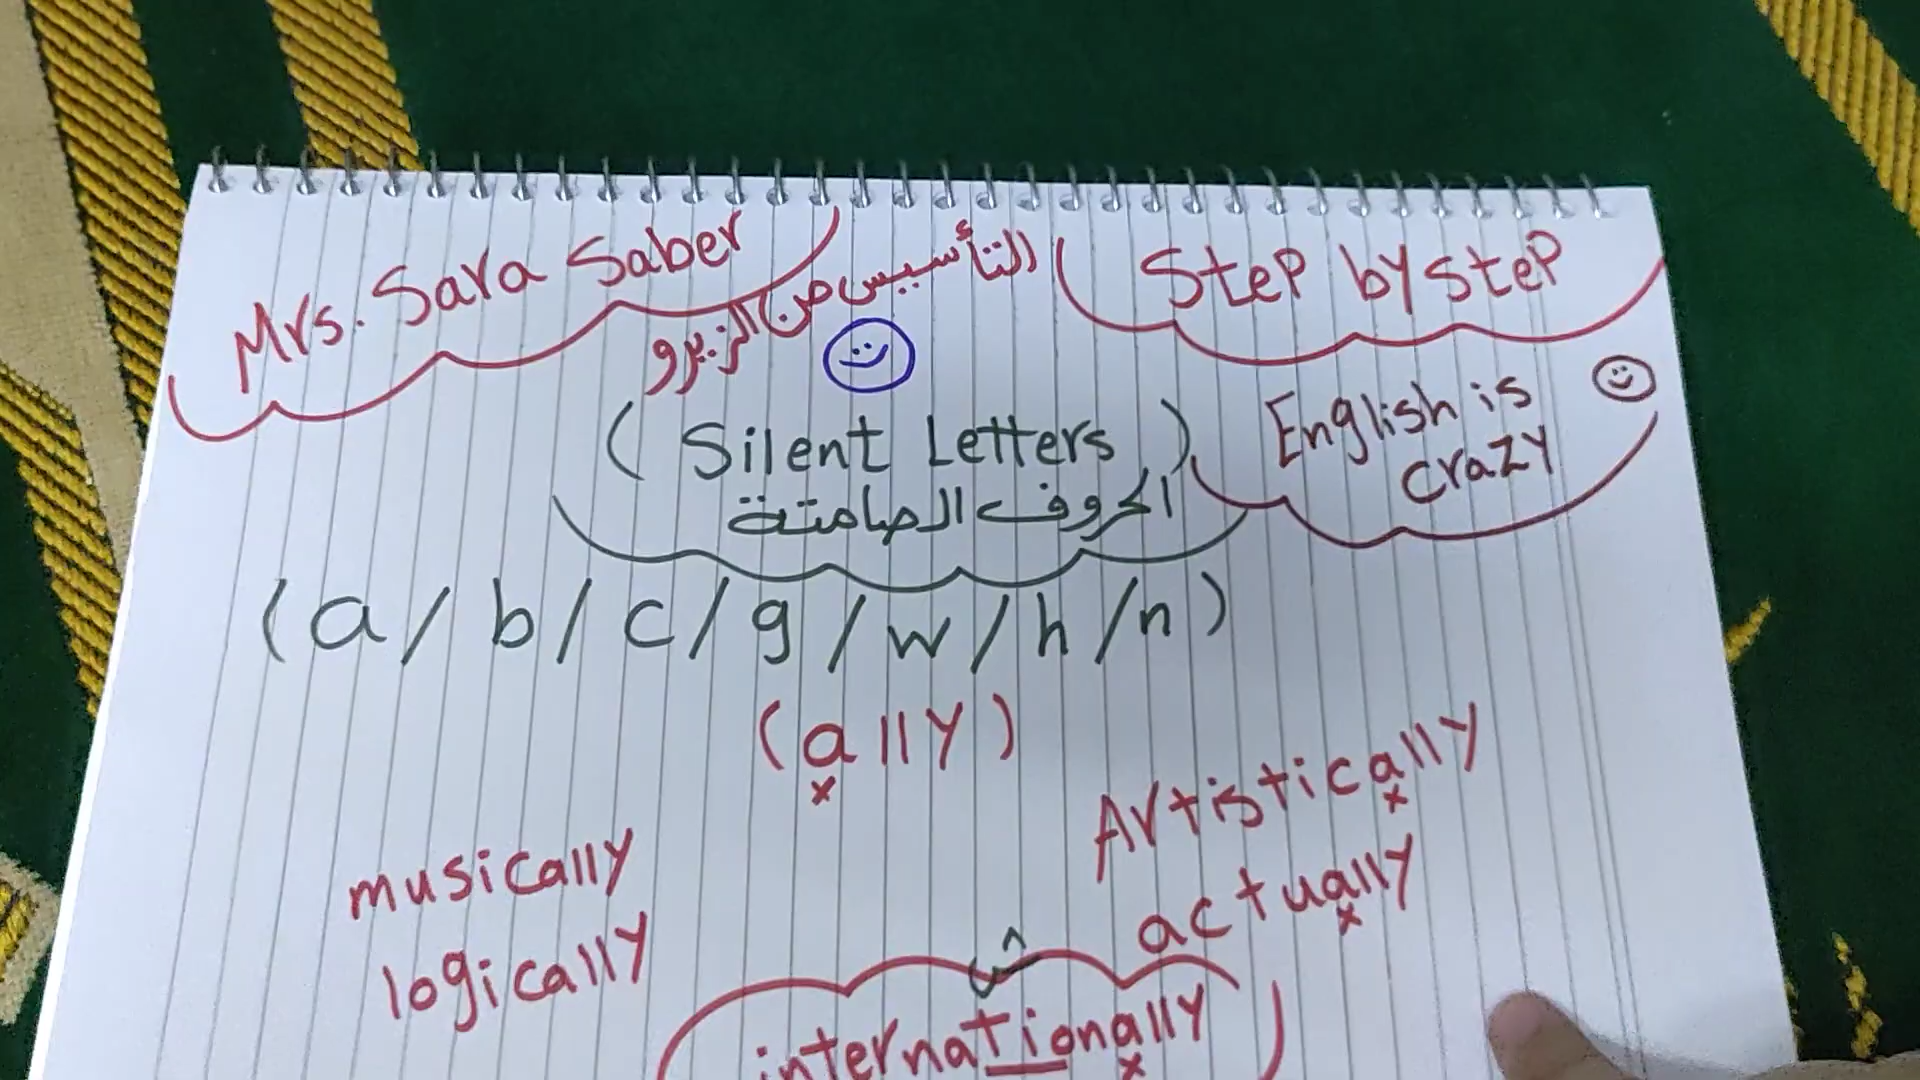 Mrs. Sara Saber
التأسيس من الزيرو
Step by step
(Silent Letters)
الحروف الصامتة
English is
crazy
(a/b/c/g/w/h/n)
(ally)
x
Artistically
x
musically
actually
x
logically
ش
internationally
x